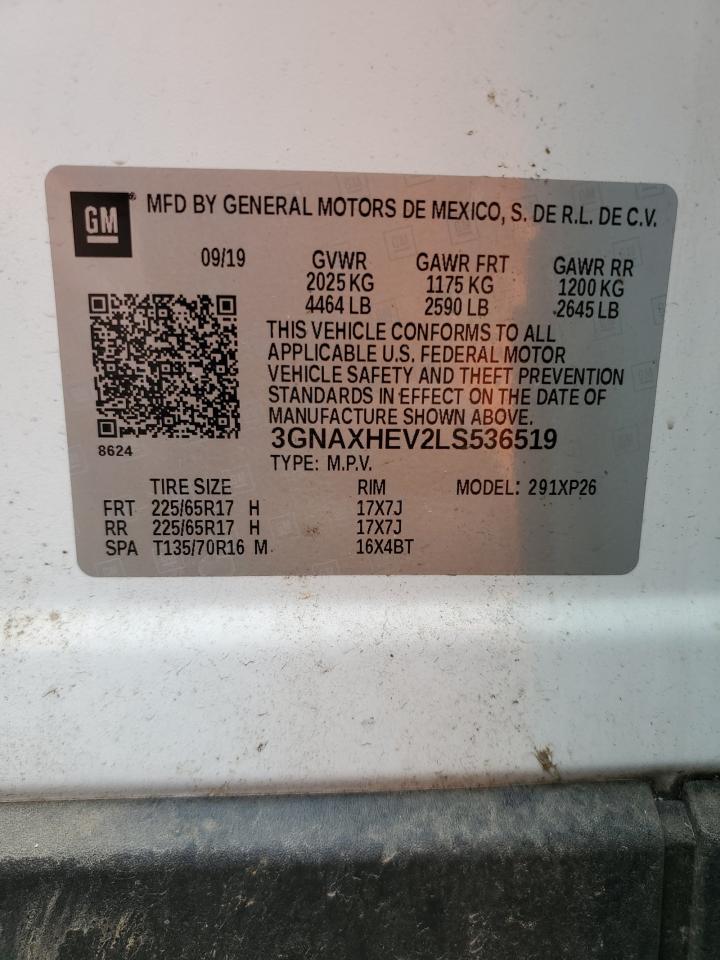 GM® MFD BY GENERAL MOTORS DE MEXICO, S. DE R.L. DE C.V.
09/19 GVWR GAWR FRT GAWR RR
2025 KG 1175 KG 1200 KG
4464 LB 2590 LB 2645 LB
THIS VEHICLE CONFORMS TO ALL
APPLICABLE U.S. FEDERAL MOTOR
VEHICLE SAFETY AND THEFT PREVENTION
STANDARDS IN EFFECT ON THE DATE OF
MANUFACTURE SHOWN ABOVE.
8624
3GNAXHEV2LS536519
TYPE: M.P.V.
TIRE SIZE RIM MODEL: 291XP26
FRT 225/65R17 H 17X7J
RR 225/65R17 H 17X7J
SPA T135/70R16 M 16X4BT